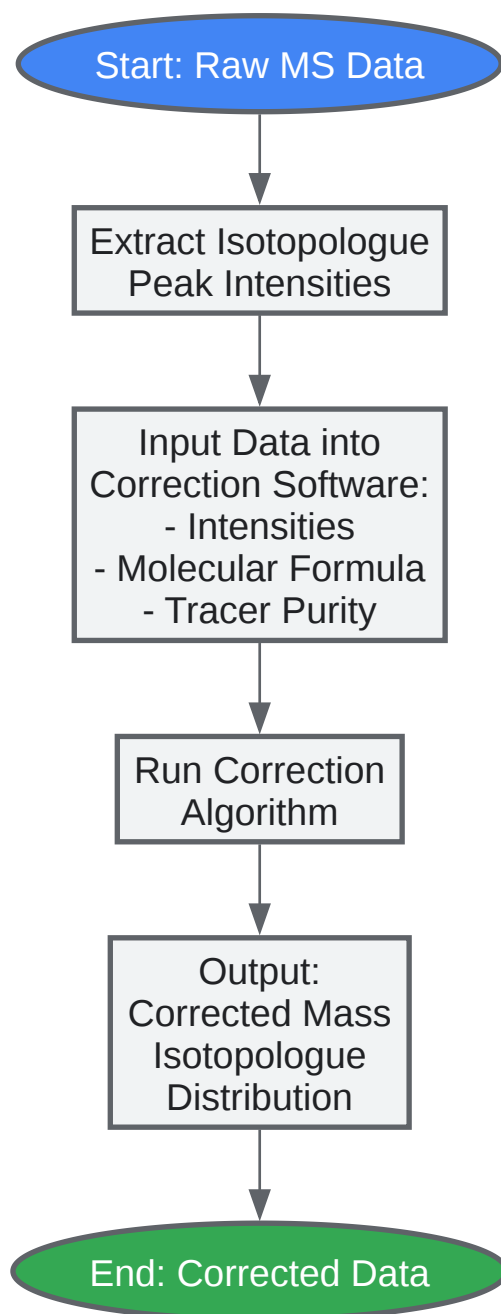 Start: Raw MS Data
Extract Isotopologue
Peak Intensities
Input Data into
Correction Software:
- Intensities
- Molecular Formula
- Tracer Purity
Run Correction
Algorithm
Output:
Corrected Mass
Isotopologue
Distribution
End: Corrected Data